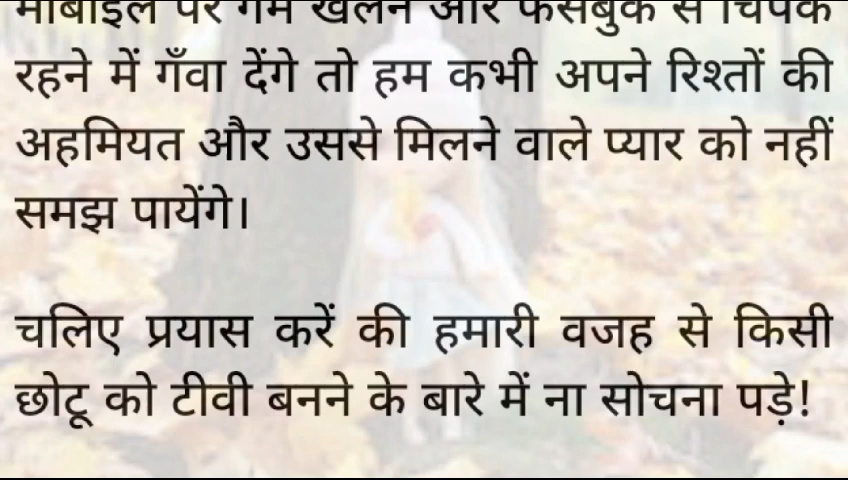 मोबाइल पर गेम खेलने और फेसबुक से चिपके
रहने में गँवा देंगे तो हम कभी अपने रिश्तों की
अहमियत और उससे मिलने वाले प्यार को नहीं
समझ पायेंगे।
चलिए प्रयास करें की हमारी वजह से किसी
छोटू को टीवी बनने के बारे में ना सोचना पड़े!